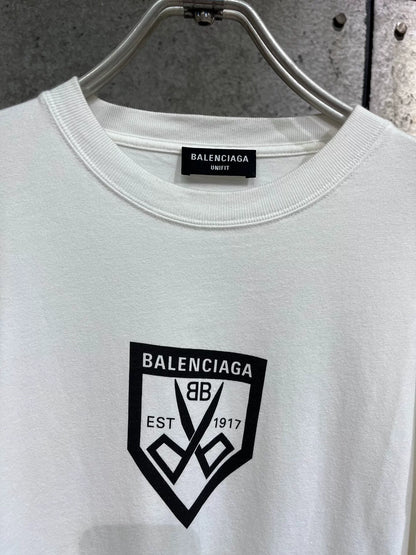 BALENCIAGA
UNIFIT
BALENCIAGA
BB
EST 1917